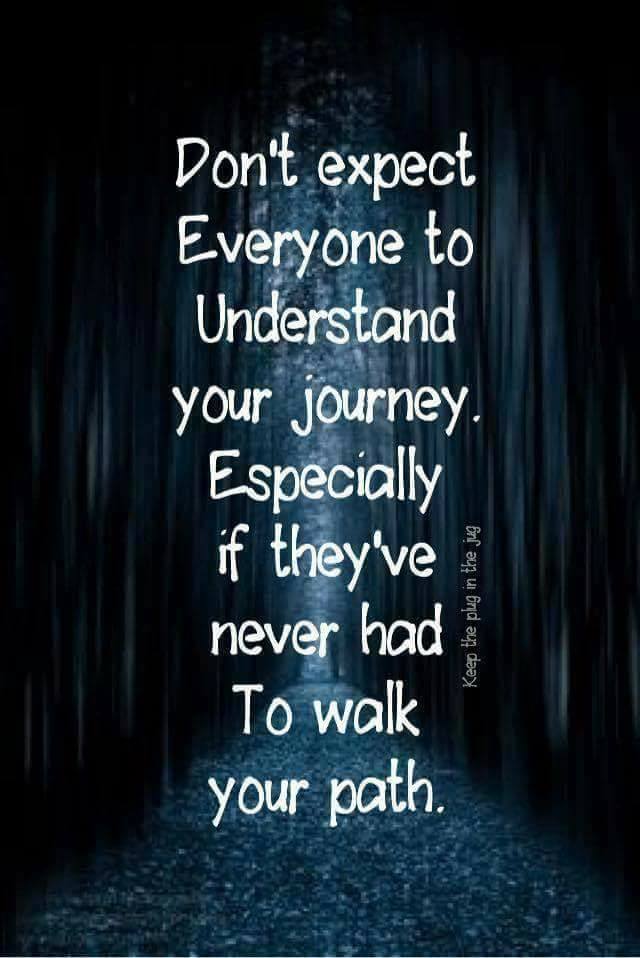 Don't expect
Everyone to
Understand
your journey.
Especially
if they've
never had
To walk
your path.
Keep the plug in the jug